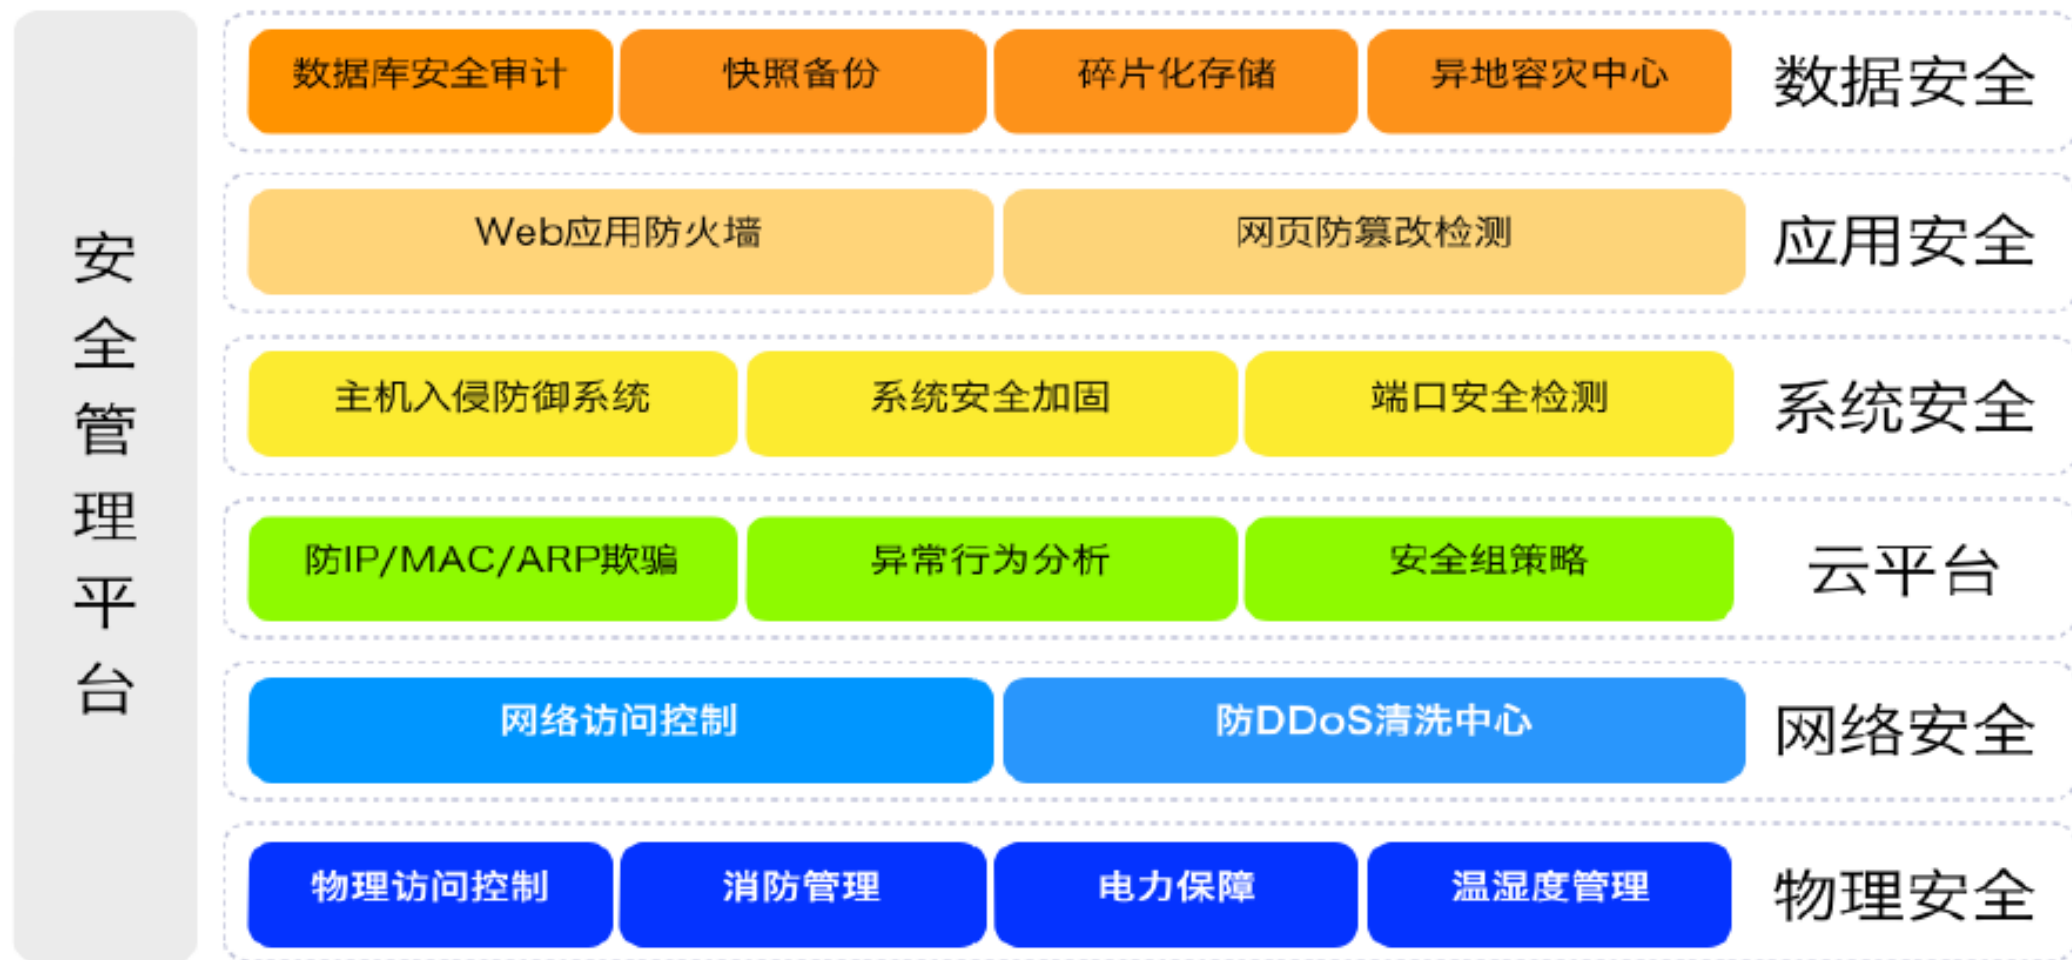 安全管理平台
数据库安全审计 快照备份 碎片化存储 异地容灾中心 数据安全
Web应用防火墙 网页防篡改检测 应用安全
主机入侵防御系统 系统安全加固 端口安全检测 系统安全
防IP/MAC/ARP欺骗 异常行为分析 安全组策略 云平台
网络访问控制 防DDoS清洗中心 网络安全
物理访问控制 消防管理 电力保障 温湿度管理 物理安全